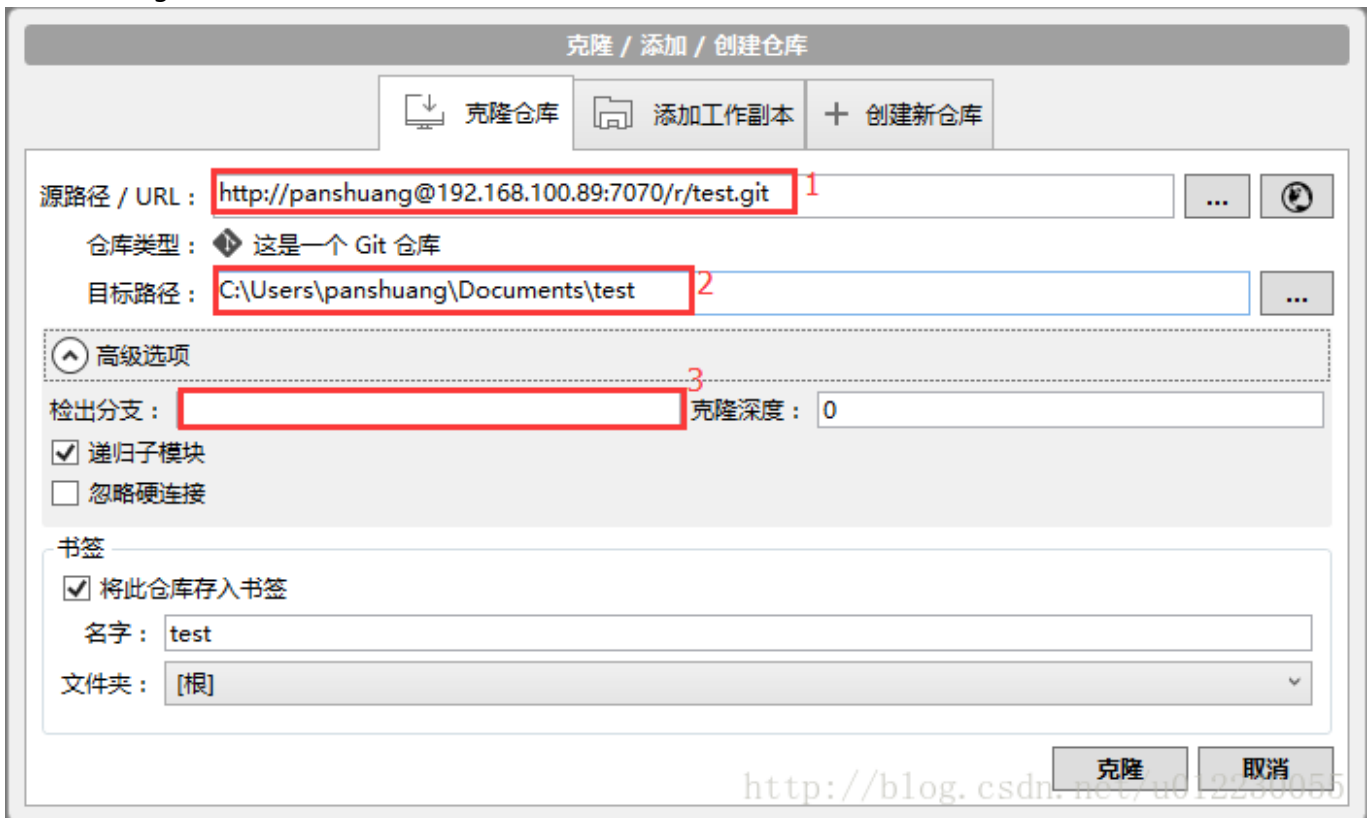 克隆 / 添加 / 创建仓库
克隆仓库 添加工作副本 + 创建新仓库
源路径 / URL： http://panshuang@192.168.100.89:7070/r/test.git 1 ...
仓库类型： 这是一个 Git 仓库
目标路径： C:\Users\panshuang\Documents\test 2 ...
高级选项
3
检出分支： 克隆深度： 0
递归子模块
忽略硬连接
书签
将此仓库存入书签
名字： test
文件夹： [根]
克隆 取消
http://blog.csdn.net/u012230055